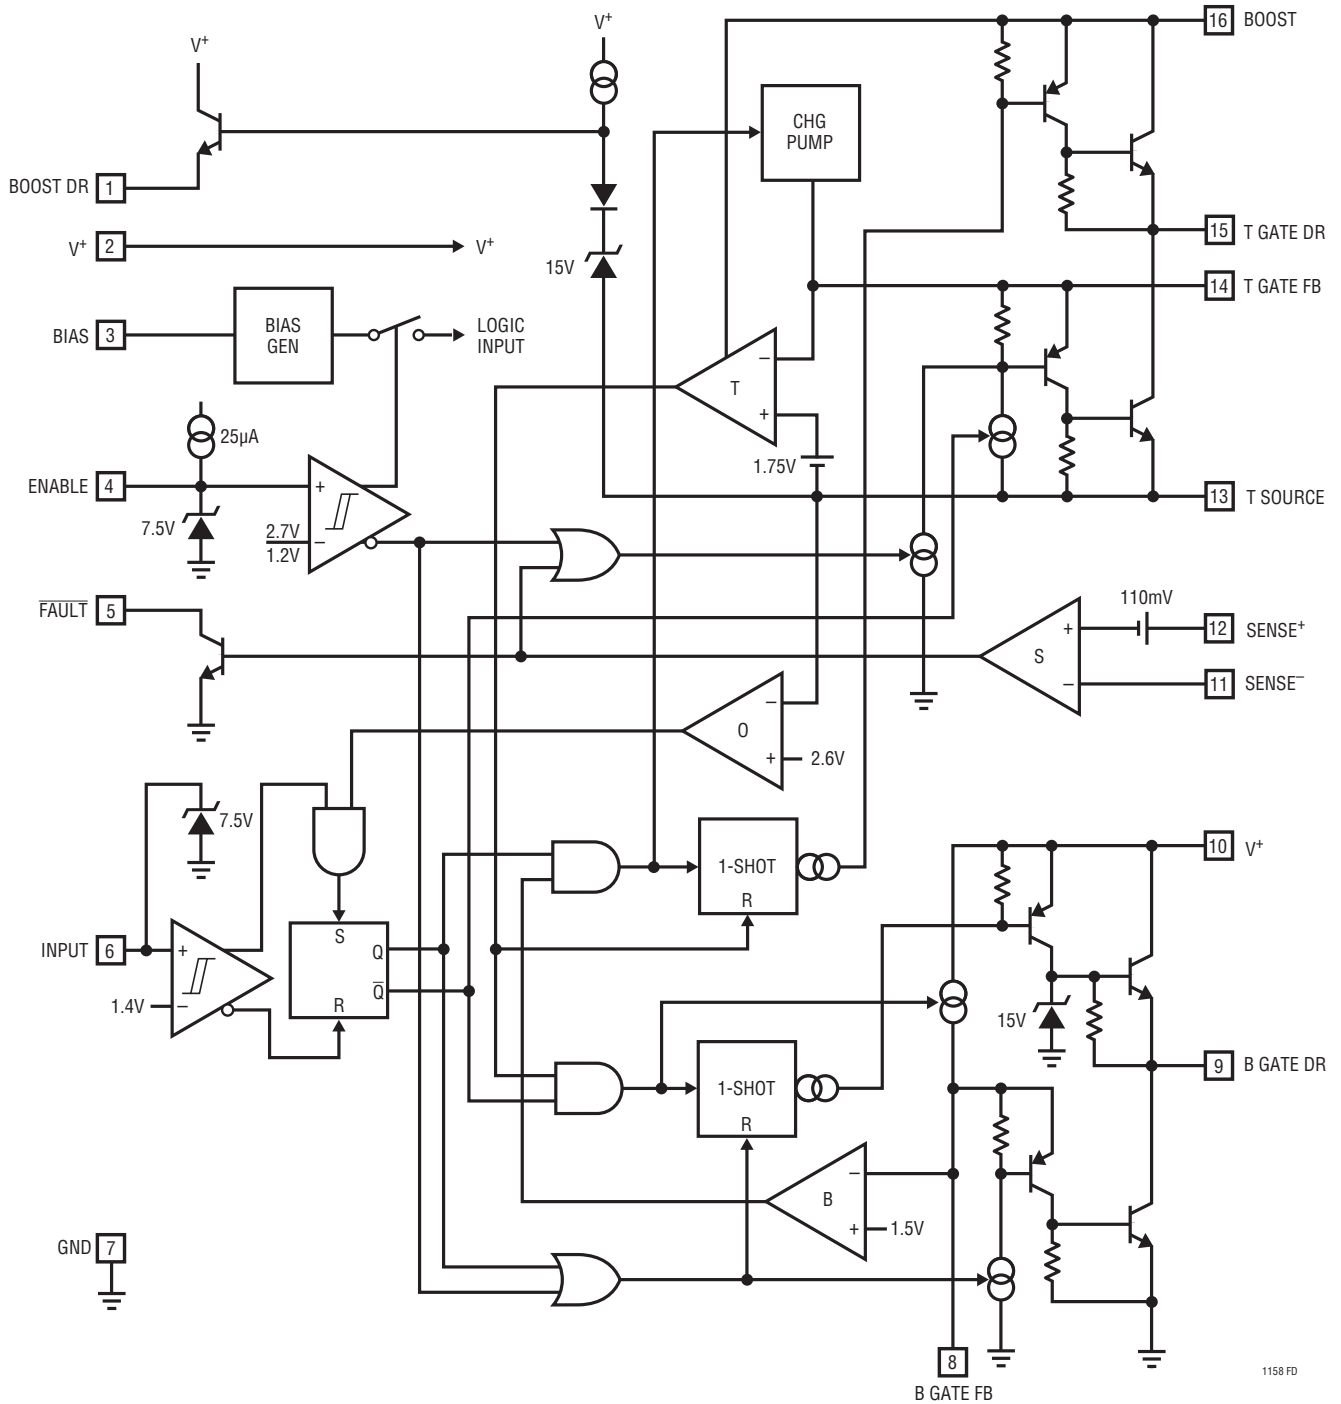 V+
V+
16 BOOST
CHG
PUMP
BOOST DR 1
15 T GATE DR
V+ 2
V+
15V
14 T GATE FB
BIAS 3
BIAS
GEN
LOGIC
INPUT
T
−
+
25µA
1.75V
ENABLE 4
13 T SOURCE
7.5V
+
−
2.7V
1.2V
FAULT 5
110mV
12 SENSE+
+
S
−
11 SENSE−
−
O
+
2.6V
7.5V
1-SHOT
R
10 V+
INPUT 6
+
−
1.4V
S
Q
Q
R
15V
1-SHOT
R
9 B GATE DR
−
B
+
1.5V
GND 7
8
B GATE FB
1158 FD